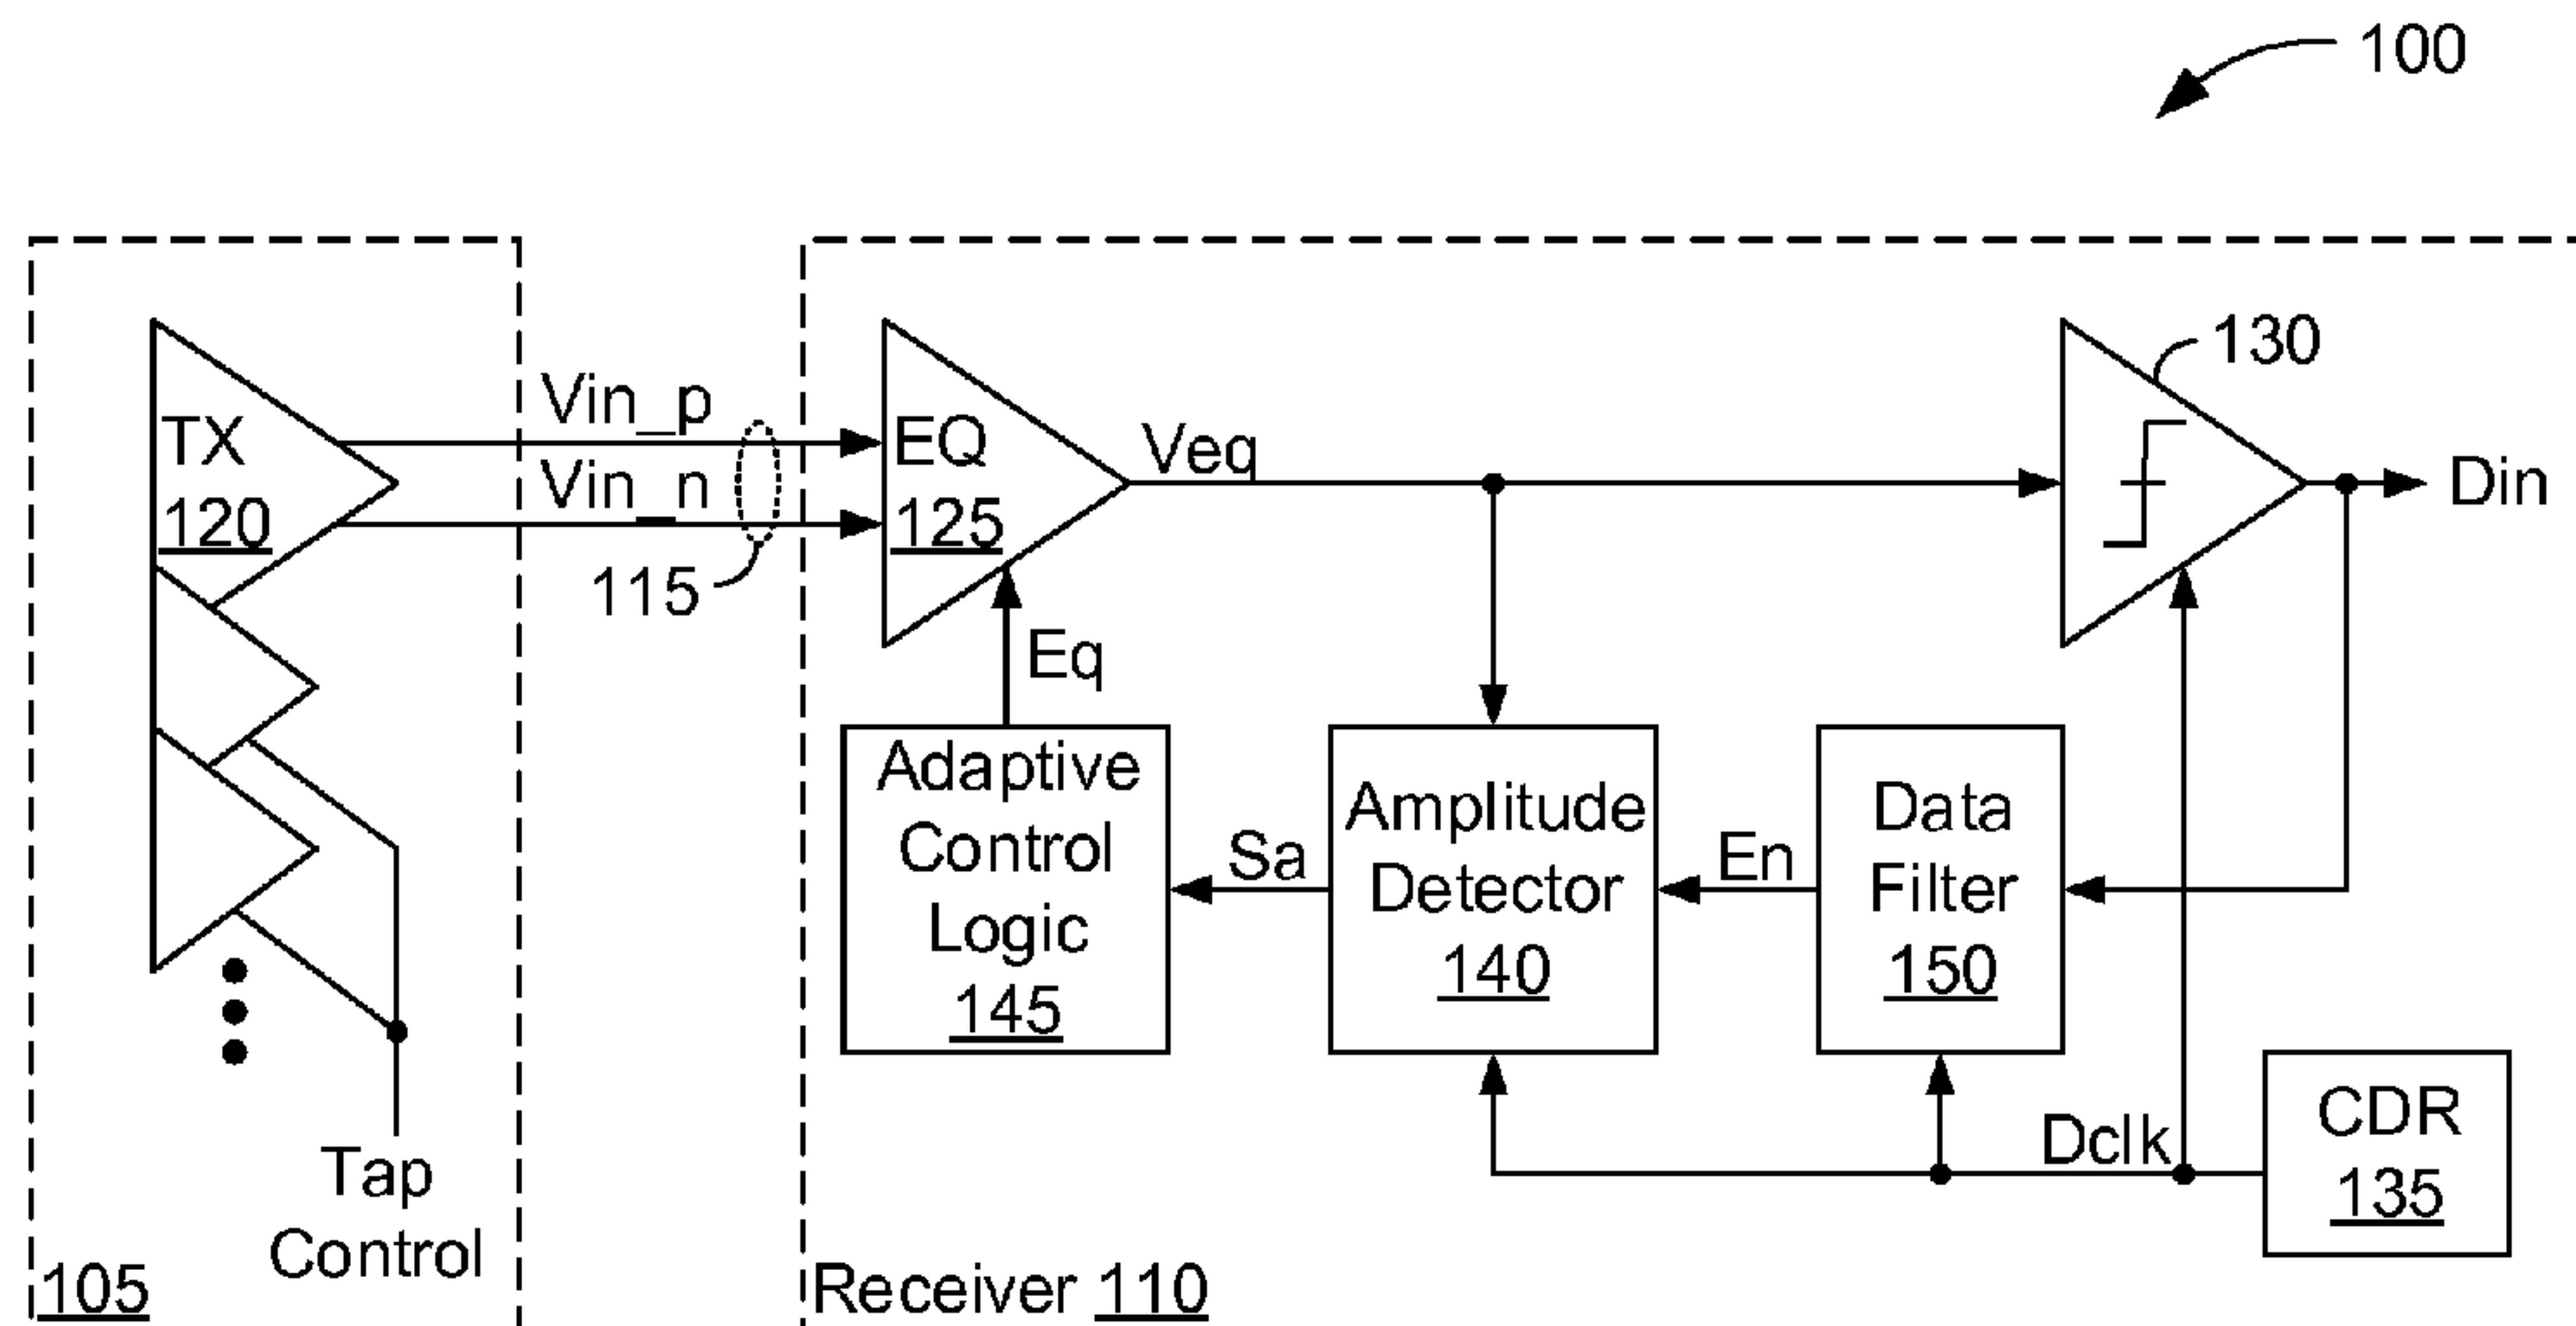 100
130
Vin_p
TX
EQ
Veq
Din
Vin_n
120
125
115
Eq
Adaptive
Control
Logic
145
Amplitude
Detector
140
Data
Filter
150
Sa
En
CDR
135
Dclk
Tap
Control
105
Receiver 110